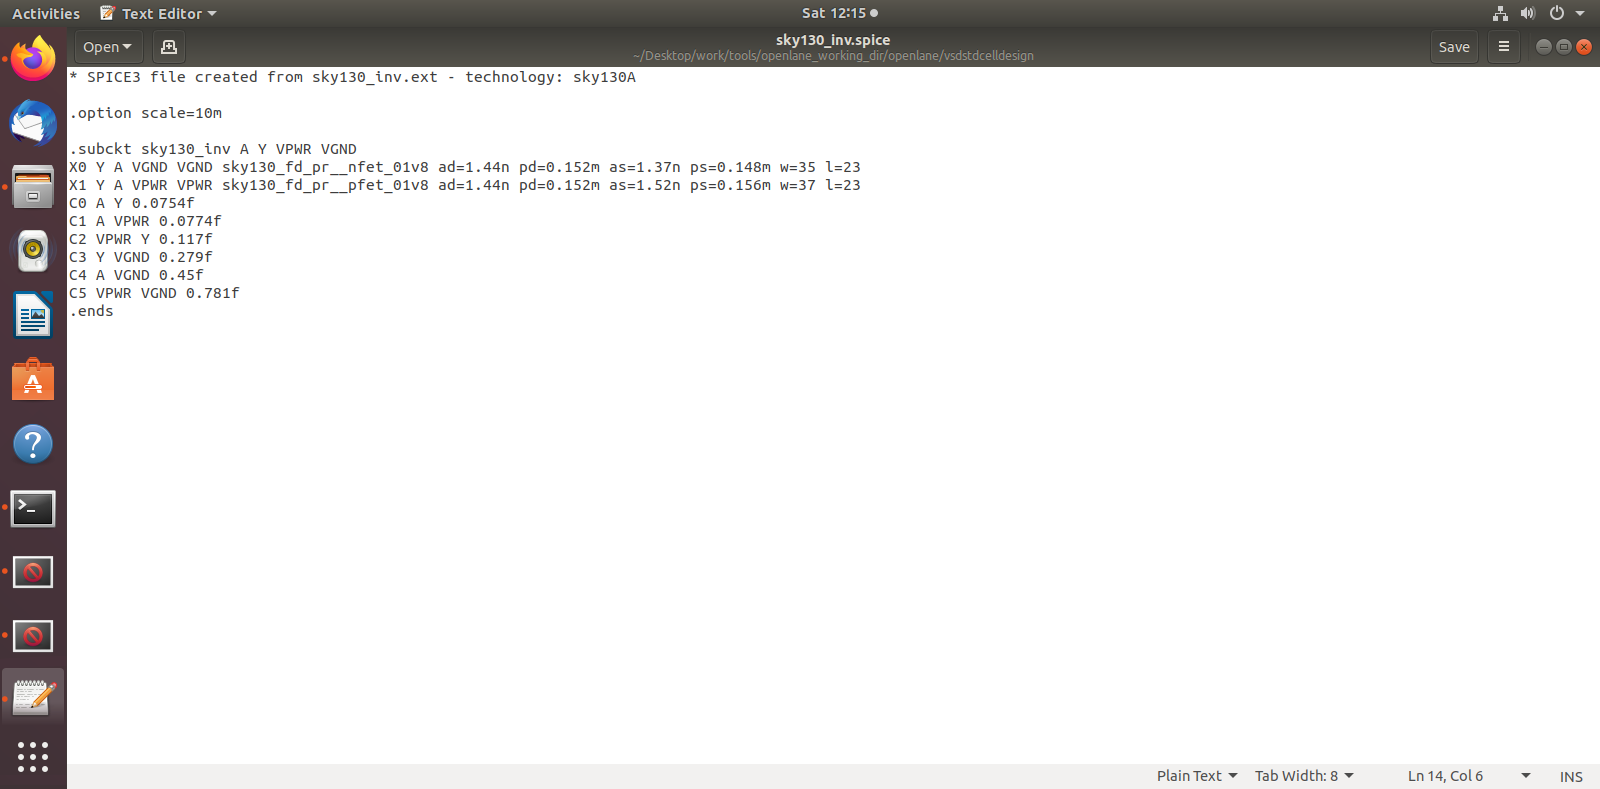 Activities Text Editor Sat 12:15
Open sky130_inv.spice Save
~/Desktop/work/tools/openlane_working_dir/openlane/vsdstdcelldesign
* SPICE3 file created from sky130_inv.ext - technology: sky130A
.option scale=10m
.subckt sky130_inv A Y VPWR VGND
X0 Y A VGND VGND sky130_fd_pr__nfet_01v8 ad=1.44n pd=0.152m as=1.37n ps=0.148m w=35 l=23
X1 Y A VPWR VPWR sky130_fd_pr__pfet_01v8 ad=1.44n pd=0.152m as=1.52n ps=0.156m w=37 l=23
C0 A Y 0.0754f
C1 A VPWR 0.0774f
C2 VPWR Y 0.117f
C3 Y VGND 0.279f
C4 A VGND 0.45f
C5 VPWR VGND 0.781f
.ends
Plain Text Tab Width: 8 Ln 14, Col 6 INS